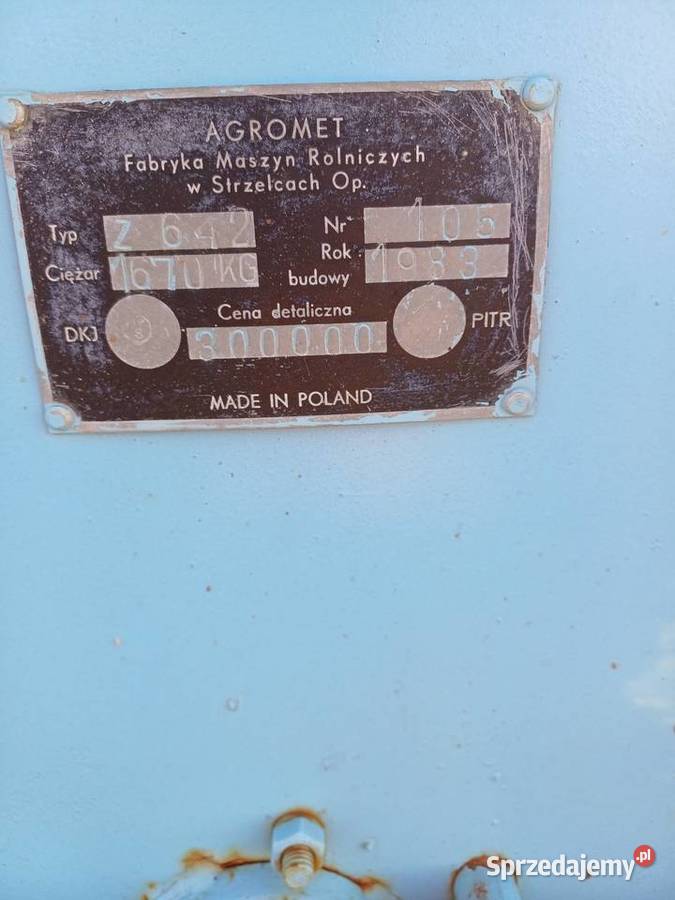 AGROMET
Fabryka Maszyn Rolniczych
w Strzelcach Op.
Typ Z 642 Nr 105
Ciężar 1670 KG Rok budowy 1983
DKJ Cena detaliczna 300000 PITR
MADE IN POLAND
Sprzedajemy.pl